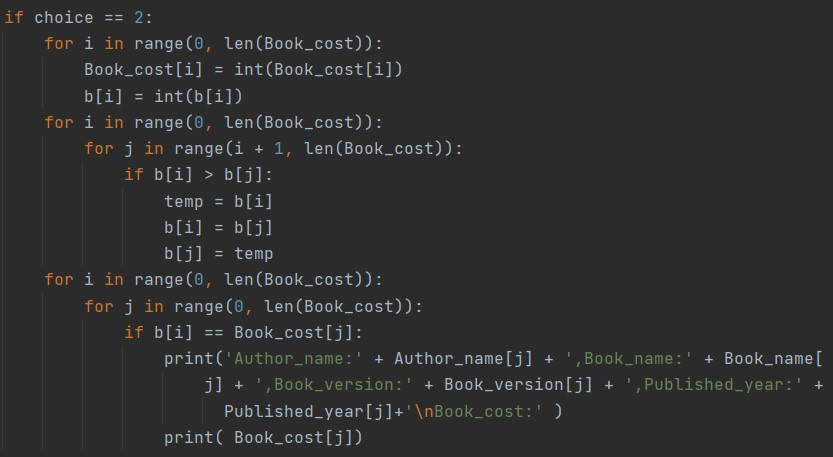 if choice == 2:
    for i in range(0, len(Book_cost)):
        Book_cost[i] = int(Book_cost[i])
        b[i] = int(b[i])
    for i in range(0, len(Book_cost)):
        for j in range(i + 1, len(Book_cost)):
            if b[i] > b[j]:
                temp = b[i]
                b[i] = b[j]
                b[j] = temp
    for i in range(0, len(Book_cost)):
        for j in range(0, len(Book_cost)):
            if b[i] == Book_cost[j]:
                print('Author_name:' + Author_name[j] + ',Book_name:' + Book_name[
                    j] + ',Book_version:' + Book_version[j] + ',Published_year:' +
                      Published_year[j]+'\nBook_cost:' )
                print( Book_cost[j])